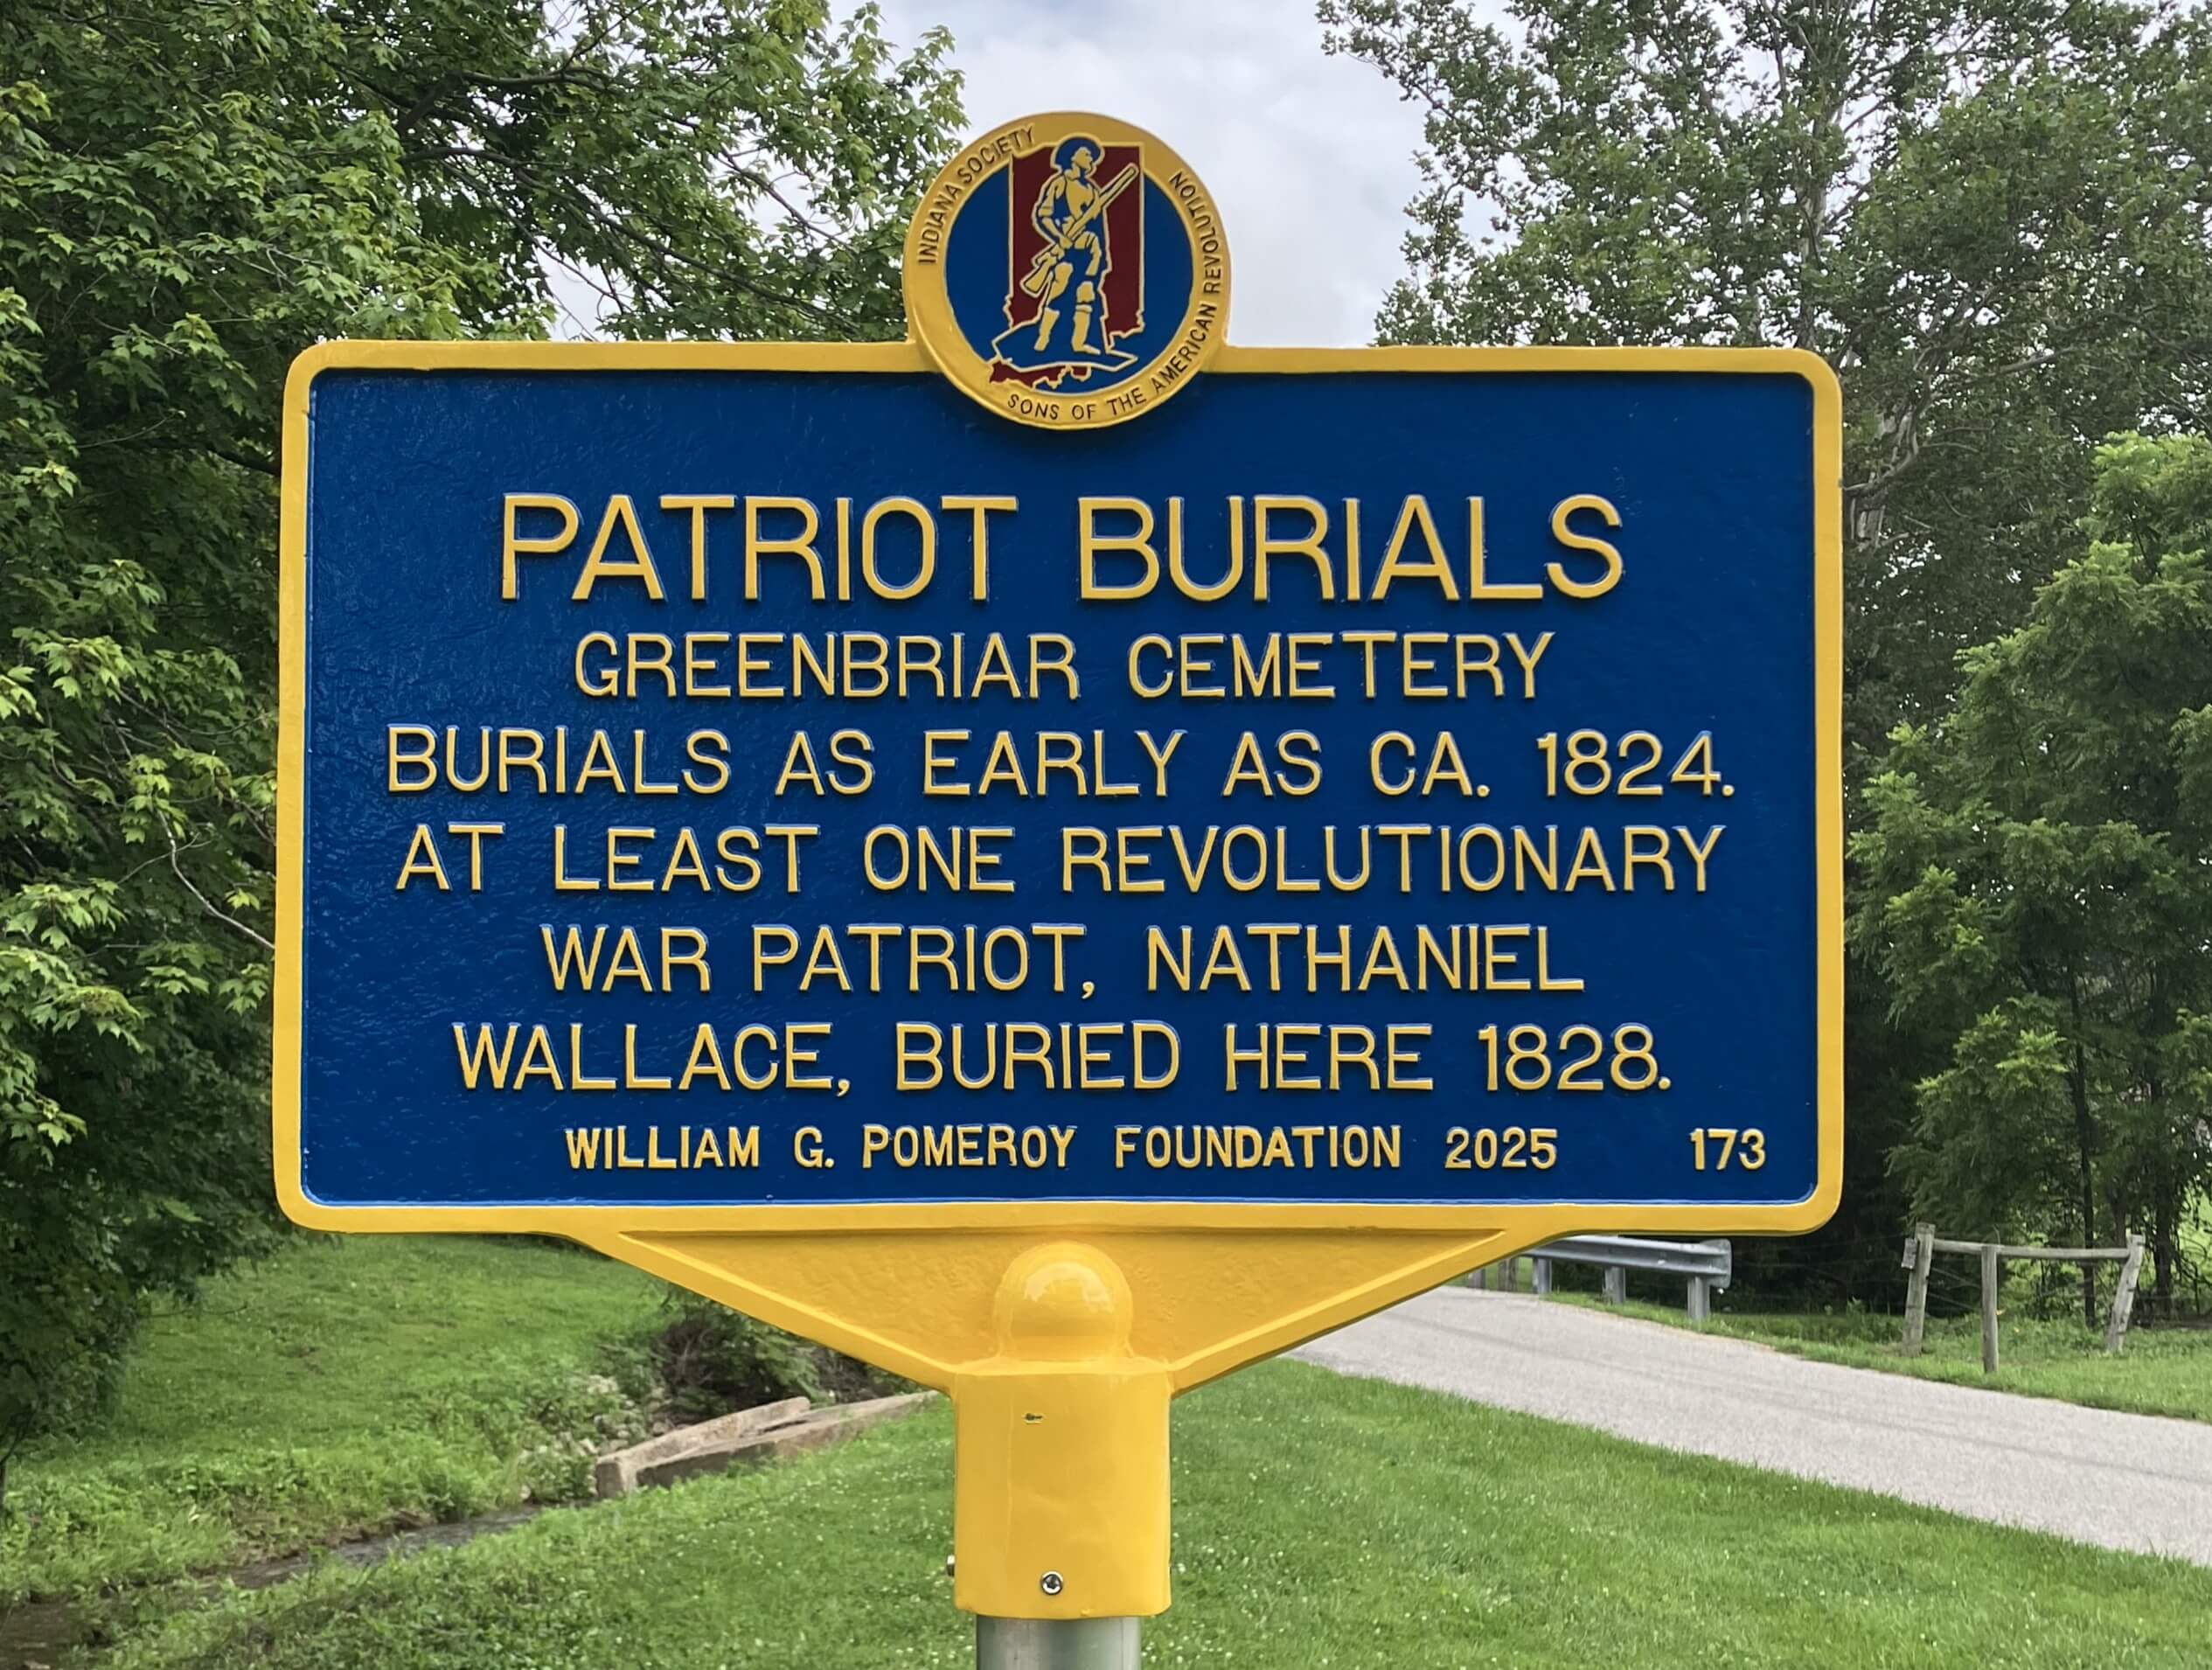 INDIANA SOCIETY
SONS OF THE AMERICAN REVOLUTION
PATRIOT BURIALS
GREENBRIAR CEMETERY
BURIALS AS EARLY AS CA. 1824.
AT LEAST ONE REVOLUTIONARY
WAR PATRIOT, NATHANIEL
WALLACE, BURIED HERE 1828.
WILLIAM G. POMEROY FOUNDATION 2025 173